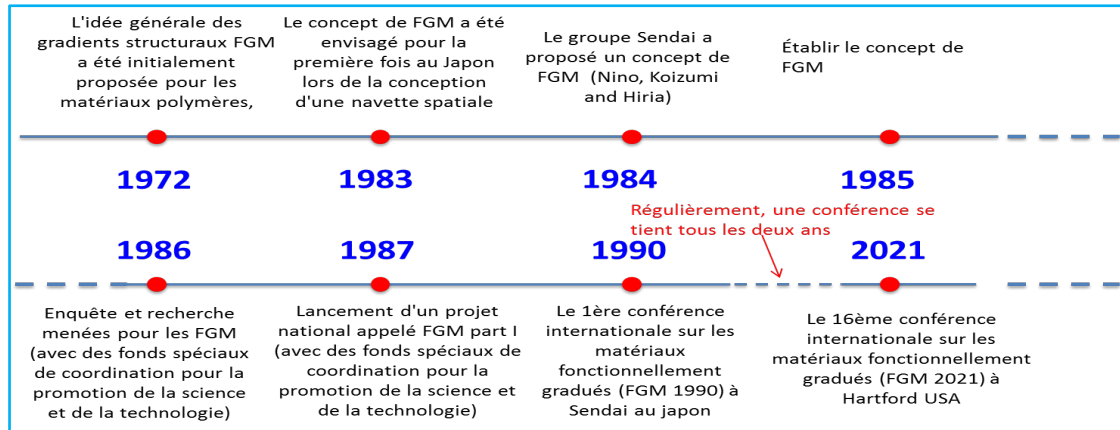 L'idée générale des
gradients structuraux FGM
a été initialement
proposée pour les
matériaux polymères,
Le concept de FGM a été
envisagé pour la
première fois au Japon
lors de la conception
d'une navette spatiale
Le groupe Sendai a
proposé un concept de
FGM (Nino, Koizumi
and Hiria)
Établir le concept de
FGM
1972
1983
1984
1985
Régulièrement, une conférence se
tient tous les deux ans
1986
1987
1990
2021
Enquête et recherche
menées pour les FGM
(avec des fonds spéciaux
de coordination pour la
promotion de la science
et de la technologie)
Lancement d'un projet
national appelé FGM part I
(avec des fonds spéciaux de
coordination pour la
promotion de la science et
de la technologie)
Le 1ère conférence
internationale sur les
matériaux
fonctionnellement
gradués (FGM 1990) à
Sendai au japon
Le 16ème conférence
internationale sur les
matériaux fonctionnellement
gradués (FGM 2021) à
Hartford USA